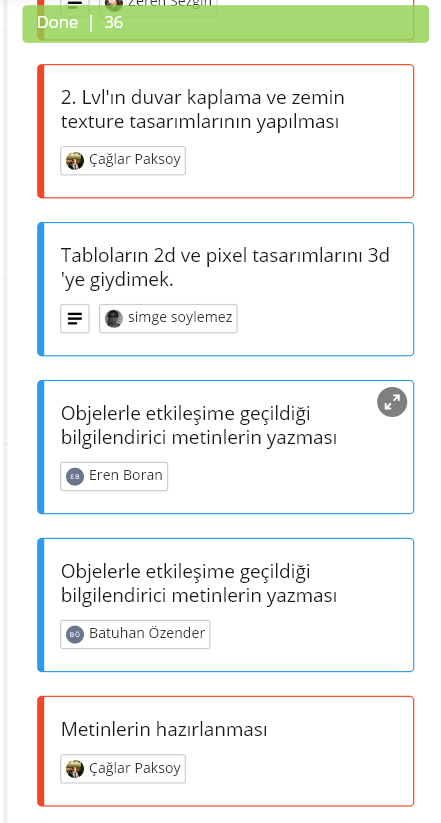 Zeren Sezgin
Done | 36
2. Lvl'ın duvar kaplama ve zemin
texture tasarımlarının yapılması
Çağlar Paksoy
Tabloların 2d ve pixel tasarımlarını 3d
'ye giydimek.
simge soylemez
Objelerle etkileşime geçildiği
bilgilendirici metinlerin yazması
EB Eren Boran
Objelerle etkileşime geçildiği
bilgilendirici metinlerin yazması
BÖ Batuhan Özender
Metinlerin hazırlanması
Çağlar Paksoy